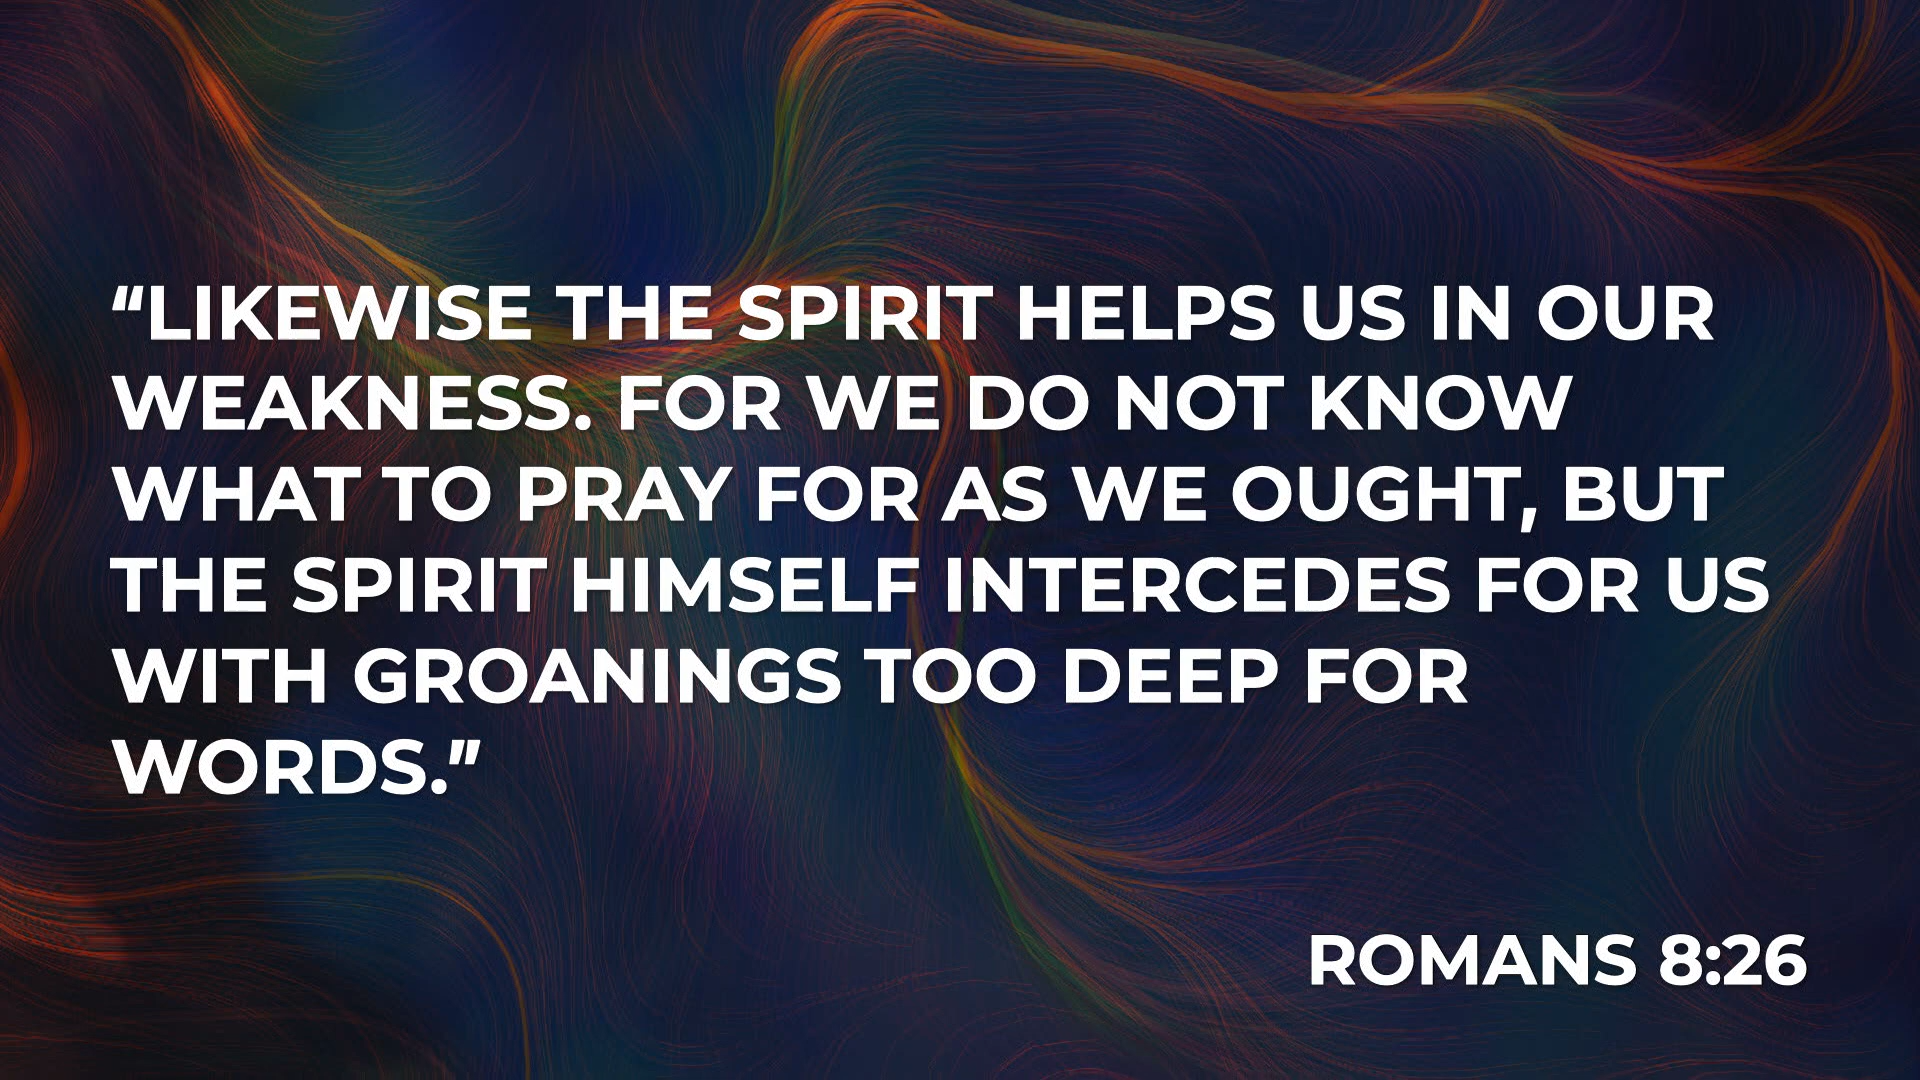 “LIKEWISE THE SPIRIT HELPS US IN OUR
WEAKNESS. FOR WE DO NOT KNOW
WHAT TO PRAY FOR AS WE OUGHT, BUT
THE SPIRIT HIMSELF INTERCEDES FOR US
WITH GROANINGS TOO DEEP FOR
WORDS.”
ROMANS 8:26